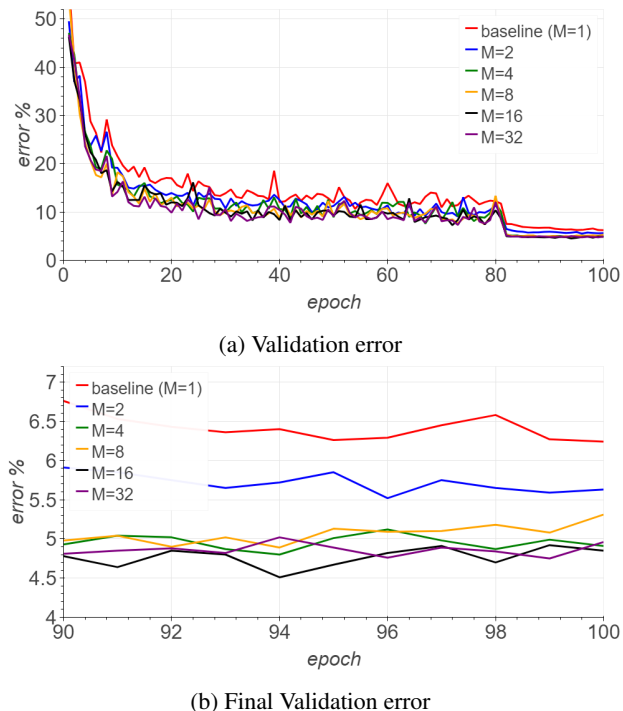 50
40
30
20
10
0
error %
baseline (M=1)
M=2
M=4
M=8
M=16
M=32
0 20 40 60 80 100
epoch
(a) Validation error
7
6.5
6
5.5
5
4.5
4
error %
baseline (M=1)
M=2
M=4
M=8
M=16
M=32
90 92 94 96 98 100
epoch
(b) Final Validation error